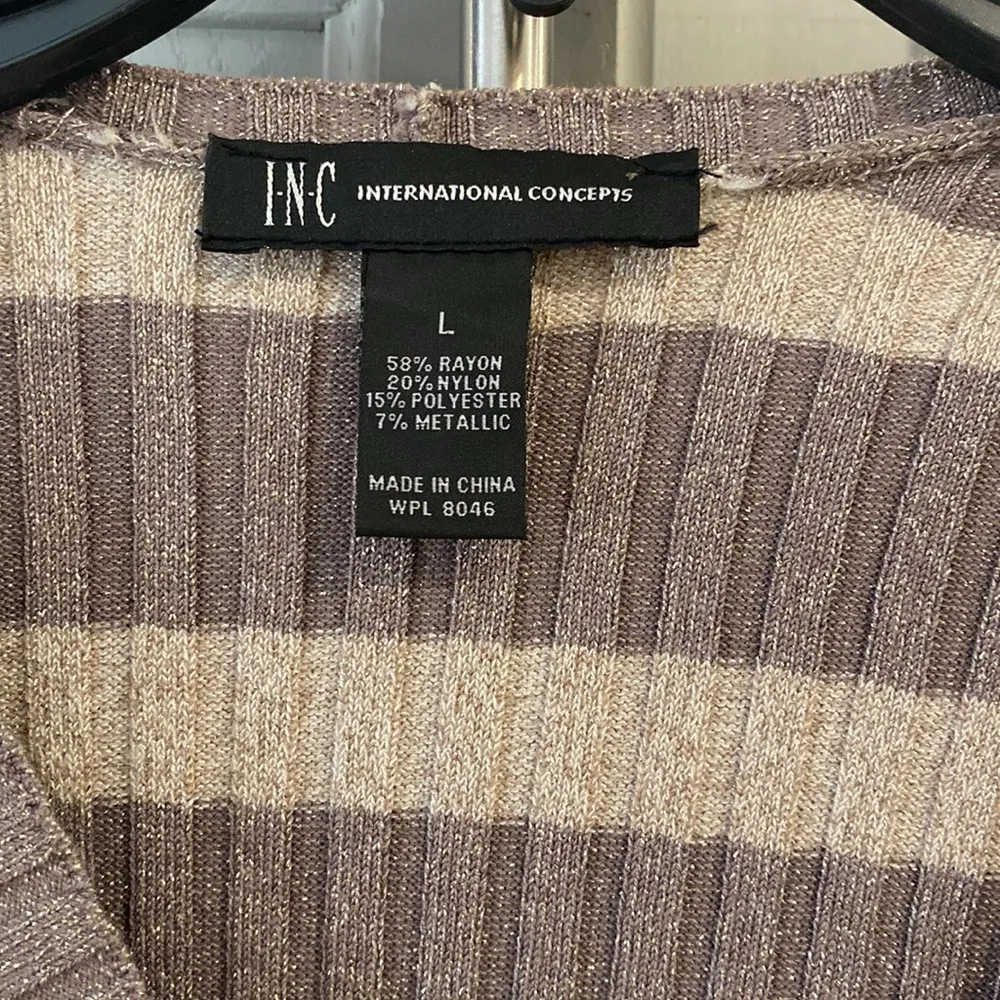 I·N·C INTERNATIONAL CONCEPTS
L
58% RAYON
20% NYLON
15% POLYESTER
7% METALLIC
MADE IN CHINA
WPL 8046